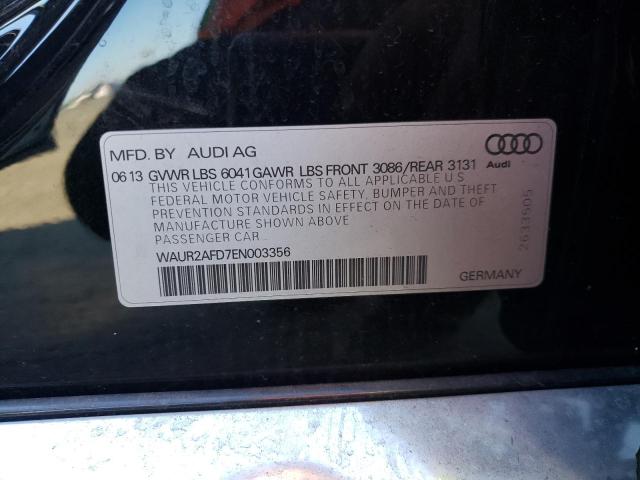 MFD. BY AUDI AG
Audi
06 13 GVWR LBS 6041 GAWR LBS FRONT 3086/REAR 3131
THIS VEHICLE CONFORMS TO ALL APPLICABLE U.S
FEDERAL MOTOR VEHICLE SAFETY, BUMPER AND THEFT
PREVENTION STANDARDS IN EFFECT ON THE DATE OF
MANUFACTURE SHOWN ABOVE
PASSENGER CAR
WAUR2AFD7EN003356
2633505
GERMANY